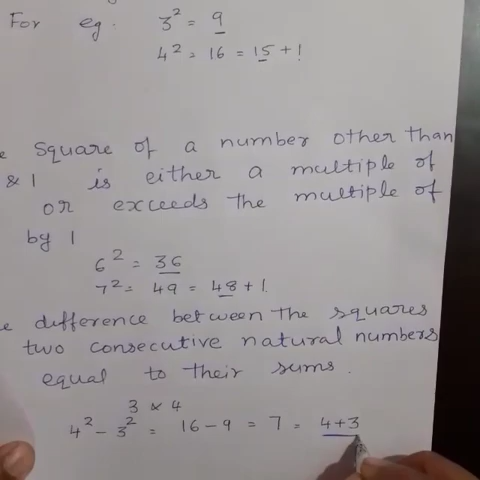 For eg. 3² = 9
4² = 16 = 15 + 1
square of a number other than
& 1 is either a multiple of
or exceeds the multiple of
by 1
6² = 36
7² = 49 = 48 + 1
difference between the squares
two consecutive natural numbers
equal to their sums.
3 & 4
4² - 3² = 16 - 9 = 7 = 4 + 3